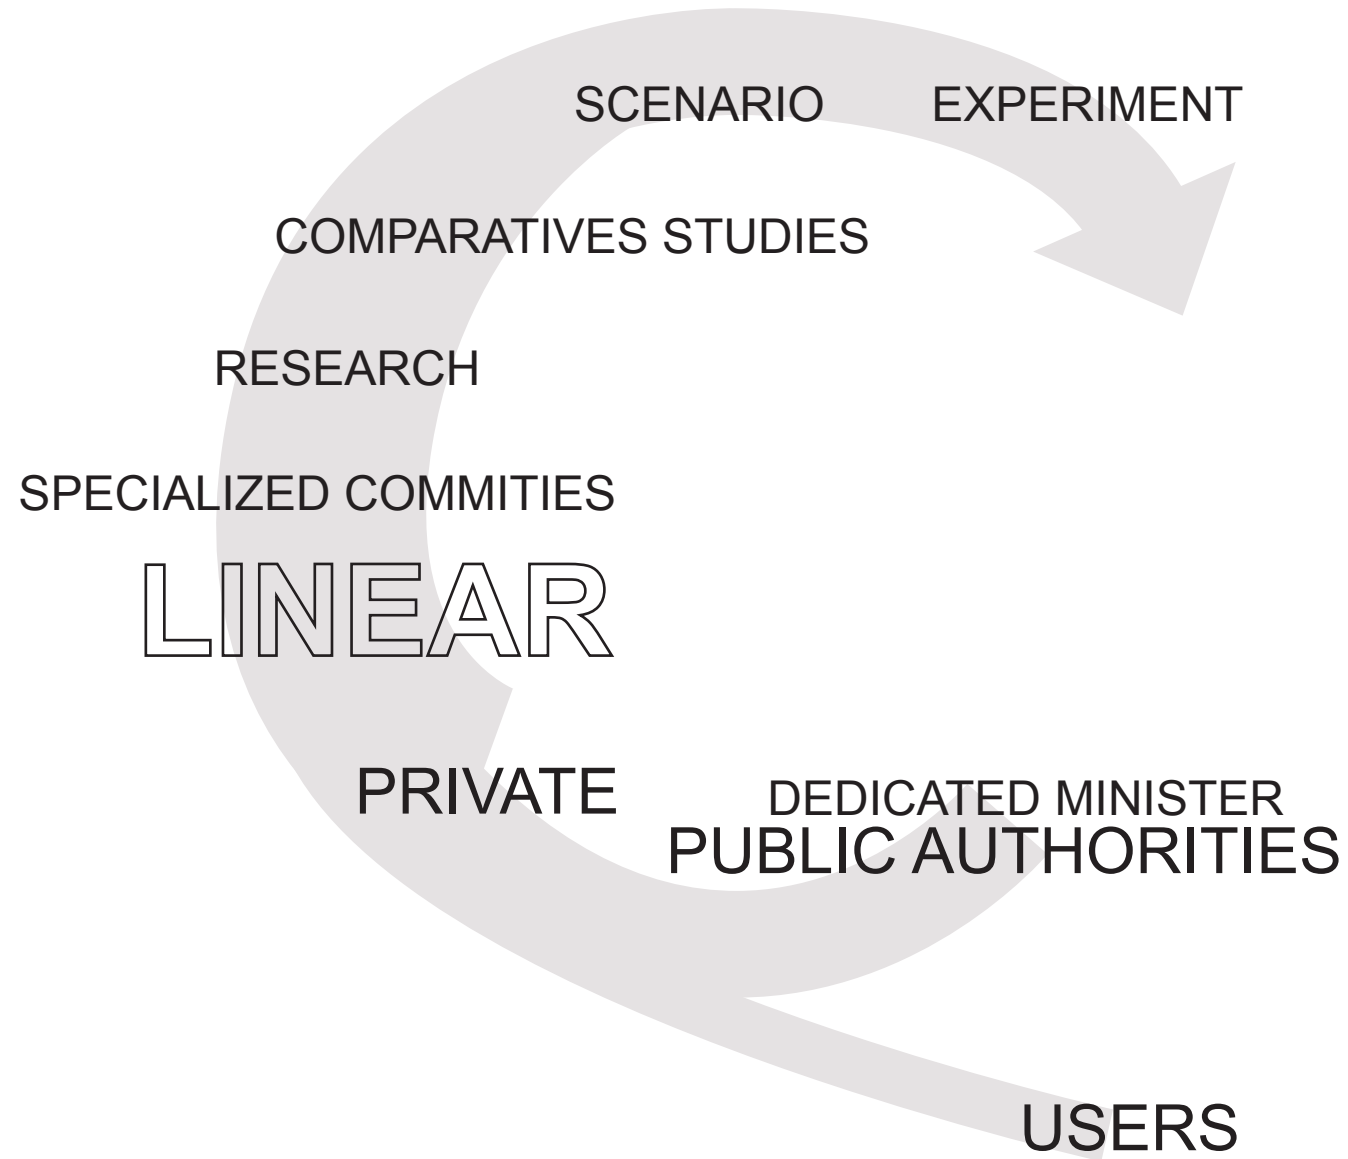 SCENARIO EXPERIMENT
COMPARATIVES STUDIES
RESEARCH
SPECIALIZED COMMITIES
LINEAR
PRIVATE
DEDICATED MINISTER
PUBLIC AUTHORITIES
USERS